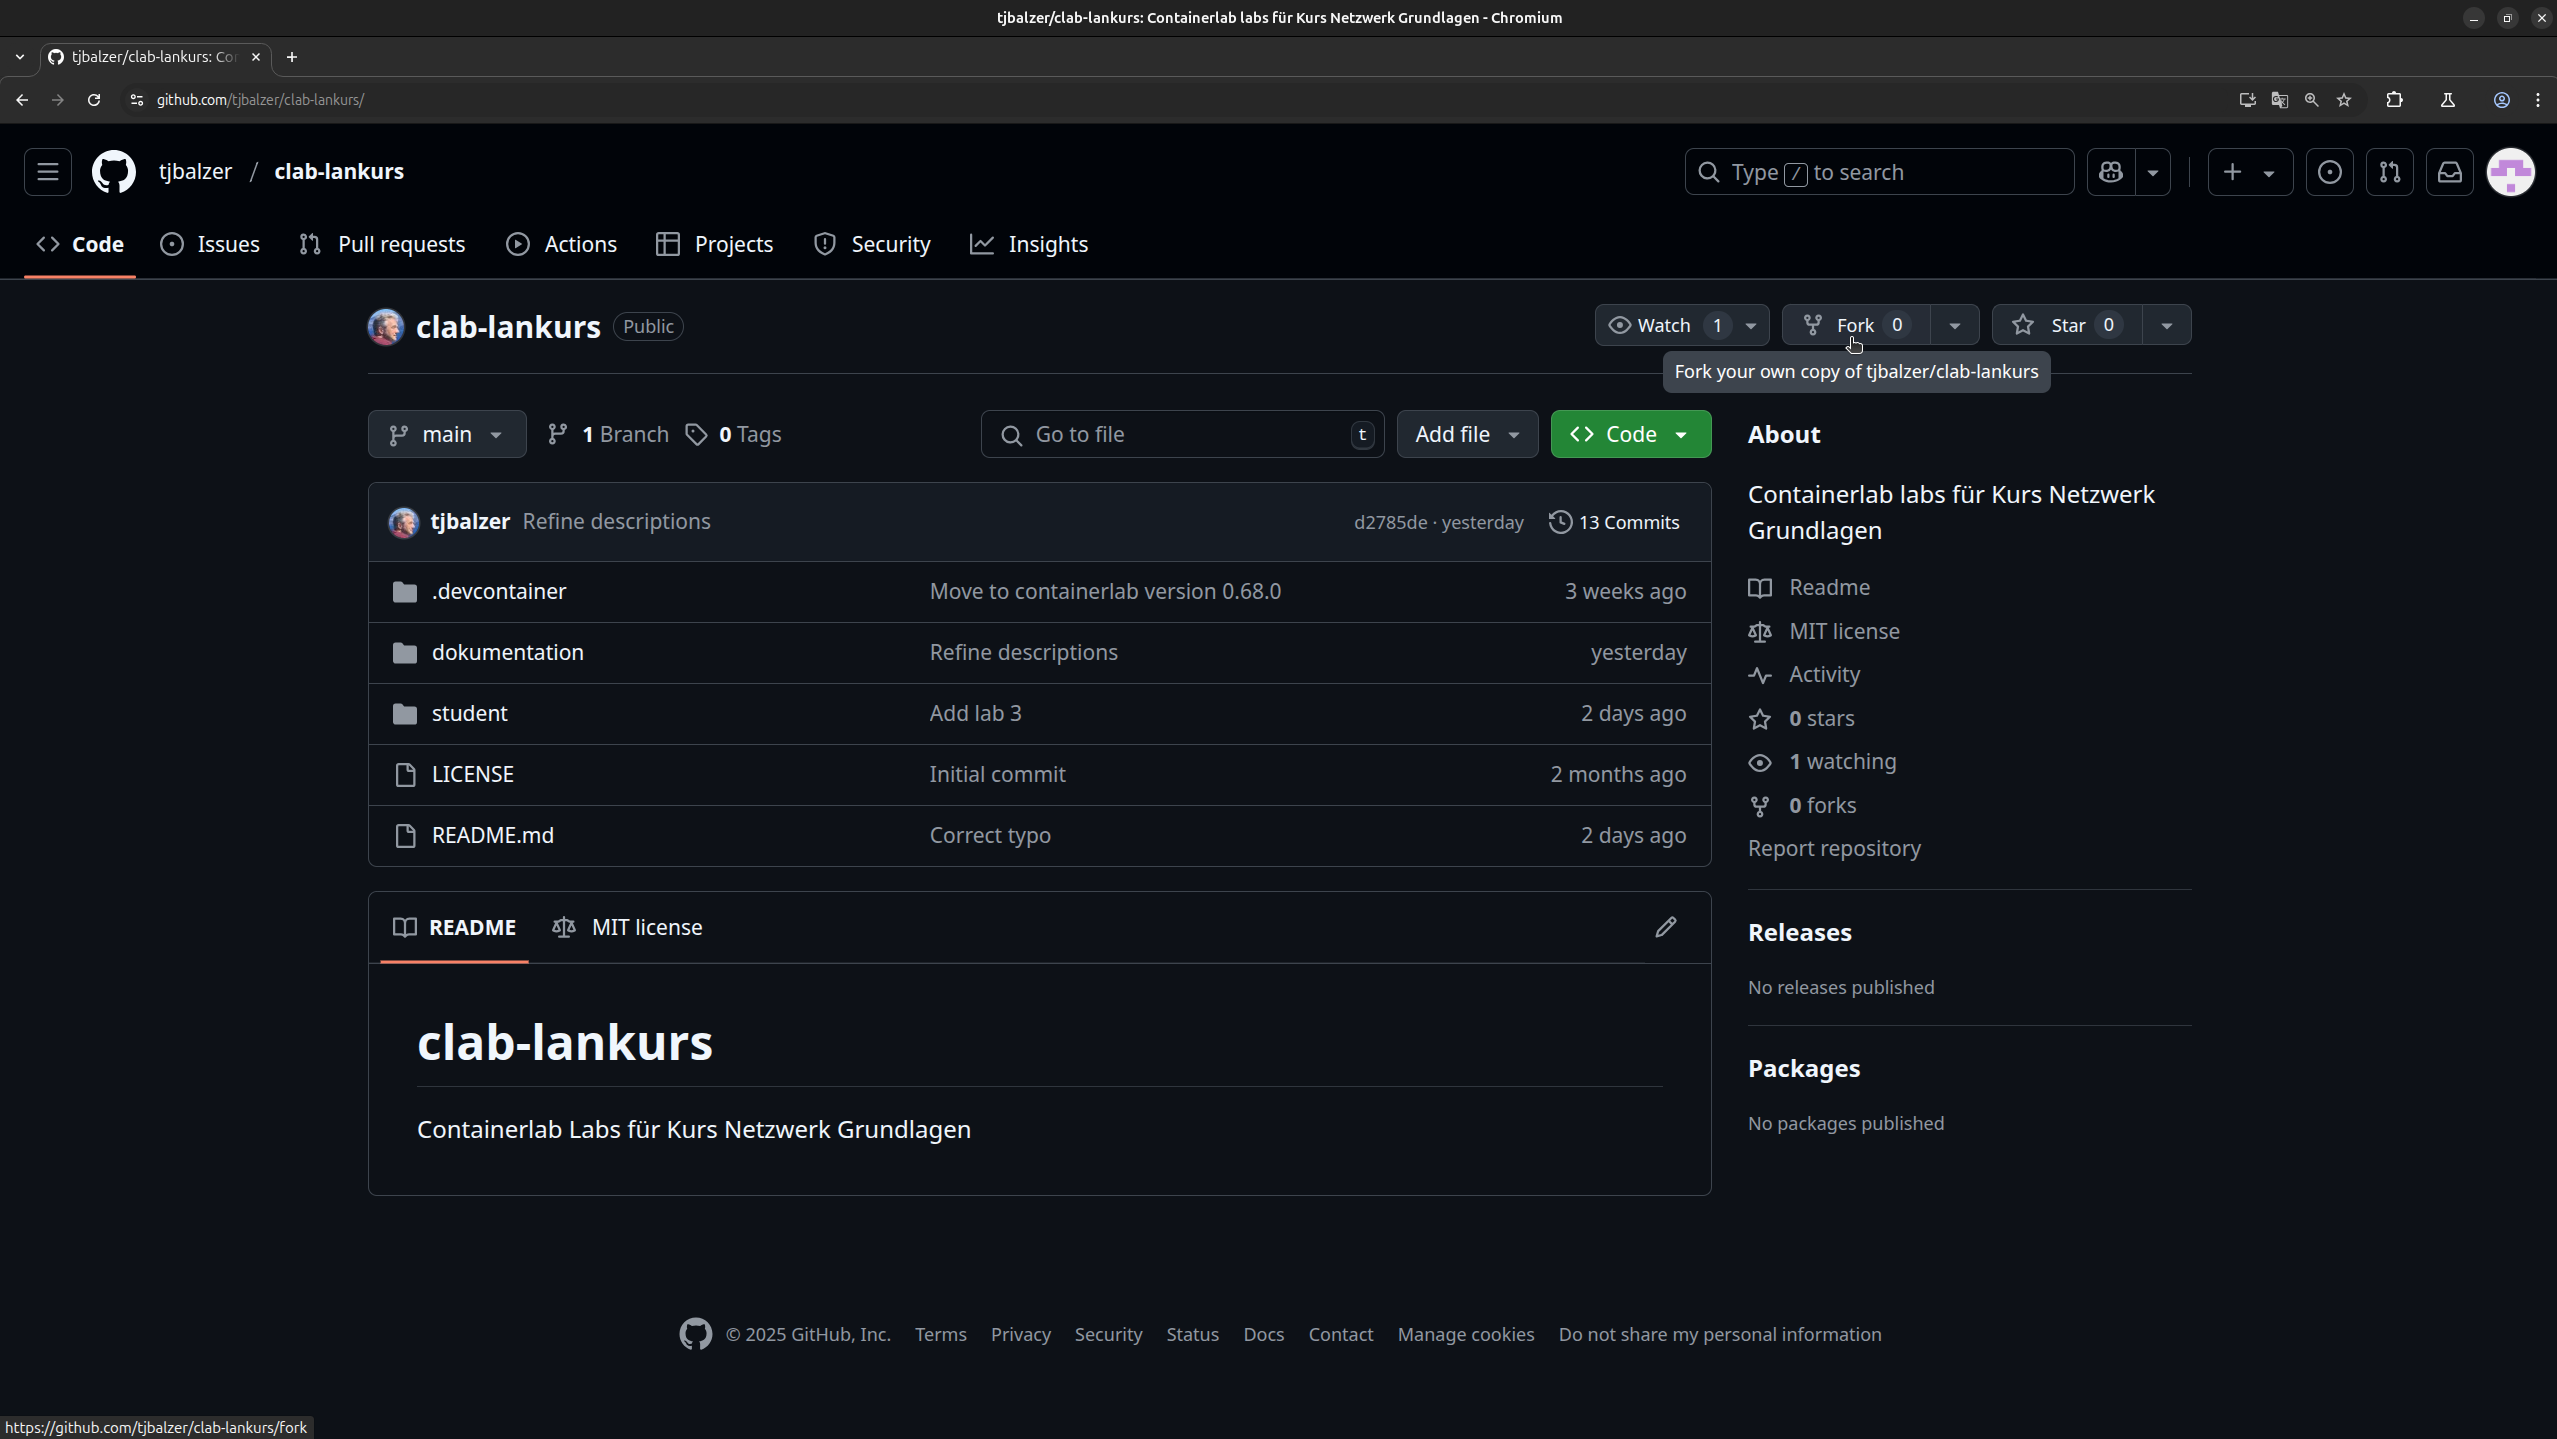 tjbalzer/clab-lankurs: Containerlab labs für Kurs Netzwerk Grundlagen - Chromium
tjbalzer/clab-lankurs: Co
github.com/tjbalzer/clab-lankurs/
tjbalzer / clab-lankurs
Type / to search
Code Issues Pull requests Actions Projects Security Insights
clab-lankurs Public
Watch 1 Fork 0 Star 0
Fork your own copy of tjbalzer/clab-lankurs
main 1 Branch 0 Tags Go to file t Add file Code
tjbalzer Refine descriptions d2785de · yesterday 13 Commits
.devcontainer Move to containerlab version 0.68.0 3 weeks ago
dokumentation Refine descriptions yesterday
student Add lab 3 2 days ago
LICENSE Initial commit 2 months ago
README.md Correct typo 2 days ago
README MIT license
clab-lankurs
Containerlab Labs für Kurs Netzwerk Grundlagen
About
Containerlab labs für Kurs Netzwerk
Grundlagen
Readme
MIT license
Activity
0 stars
1 watching
0 forks
Report repository
Releases
No releases published
Packages
No packages published
© 2025 GitHub, Inc. Terms Privacy Security Status Docs Contact Manage cookies Do not share my personal information
https://github.com/tjbalzer/clab-lankurs/fork